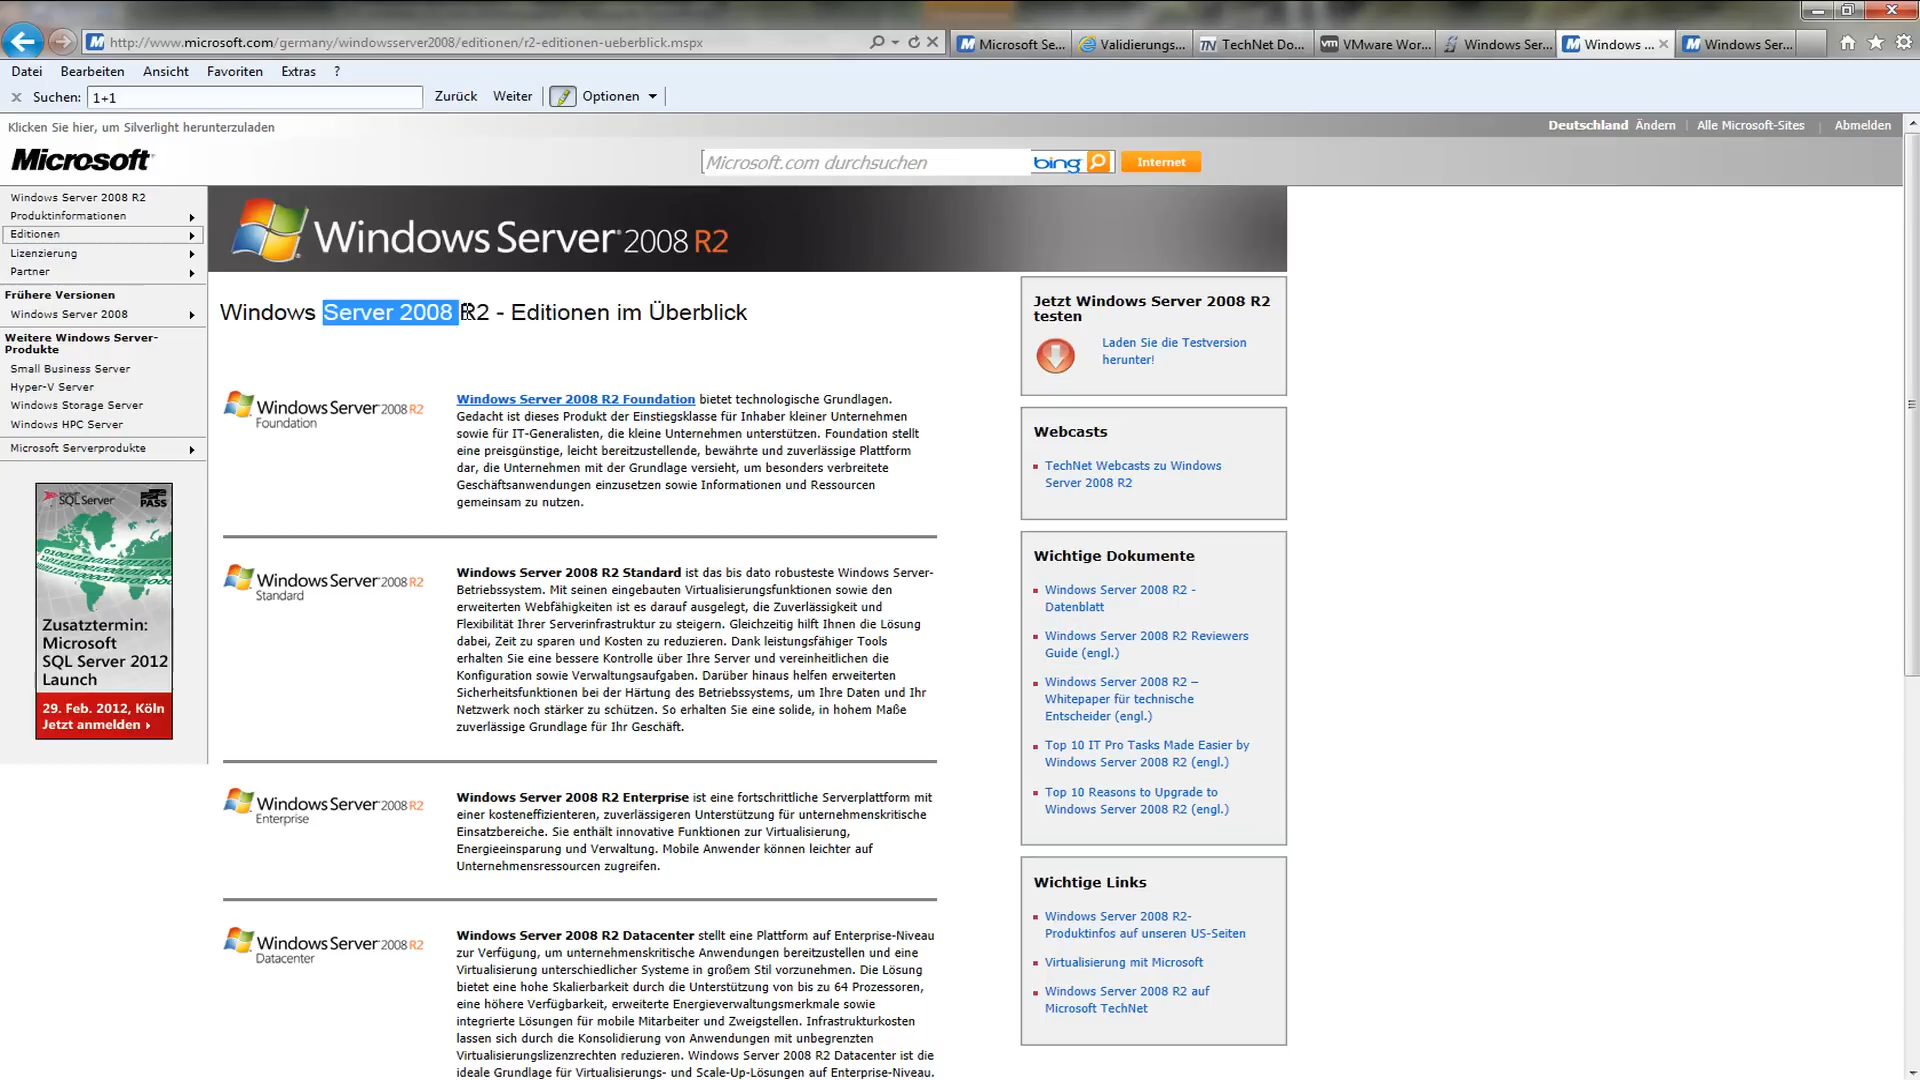 http://www.microsoft.com/germany/windowsserver2008/editionen/r2-editionen-ueberblick.mspx
Microsoft Se...
Validierungs...
TechNet Do...
VMware Wor...
Windows Ser...
Windows ...
Windows Ser...
Datei Bearbeiten Ansicht Favoriten Extras ?
Suchen: 1+1 Zurück Weiter Optionen
Klicken Sie hier, um Silverlight herunterzuladen
Deutschland Ändern | Alle Microsoft-Sites | Abmelden
Microsoft
Microsoft.com durchsuchen bing Internet
Windows Server 2008 R2
Produktinformationen
Editionen
Lizenzierung
Partner
Frühere Versionen
Windows Server 2008
Weitere Windows Server-
Produkte
Small Business Server
Hyper-V Server
Windows Storage Server
Windows HPC Server
Microsoft Serverprodukte
Microsoft
SQL Server PASS
Zusatztermin:
Microsoft
SQL Server 2012
Launch
29. Feb. 2012, Köln
Jetzt anmelden
Windows Server 2008 R2
Windows Server 2008 R2 - Editionen im Überblick
Windows Server 2008 R2
Foundation
Windows Server 2008 R2 Foundation bietet technologische Grundlagen.
Gedacht ist dieses Produkt der Einstiegsklasse für Inhaber kleiner Unternehmen
sowie für IT-Generalisten, die kleine Unternehmen unterstützen. Foundation stellt
eine preisgünstige, leicht bereitzustellende, bewährte und zuverlässige Plattform
dar, die Unternehmen mit der Grundlage versieht, um besonders verbreitete
Geschäftsanwendungen einzusetzen sowie Informationen und Ressourcen
gemeinsam zu nutzen.
Windows Server 2008 R2
Standard
Windows Server 2008 R2 Standard ist das bis dato robusteste Windows Server-
Betriebssystem. Mit seinen eingebauten Virtualisierungsfunktionen sowie den
erweiterten Webfähigkeiten ist es darauf ausgelegt, die Zuverlässigkeit und
Flexibilität Ihrer Serverinfrastruktur zu steigern. Gleichzeitig hilft Ihnen die Lösung
dabei, Zeit zu sparen und Kosten zu reduzieren. Dank leistungsfähiger Tools
erhalten Sie eine bessere Kontrolle über Ihre Server und vereinheitlichen die
Konfiguration sowie Verwaltungsaufgaben. Darüber hinaus helfen erweiterten
Sicherheitsfunktionen bei der Härtung des Betriebssystems, um Ihre Daten und Ihr
Netzwerk noch stärker zu schützen. So erhalten Sie eine solide, in hohem Maße
zuverlässige Grundlage für Ihr Geschäft.
Windows Server 2008 R2
Enterprise
Windows Server 2008 R2 Enterprise ist eine fortschrittliche Serverplattform mit
einer kosteneffizienteren, zuverlässigeren Unterstützung für unternehmenskritische
Einsatzbereiche. Sie enthält innovative Funktionen zur Virtualisierung,
Energieeinsparung und Verwaltung. Mobile Anwender können leichter auf
Unternehmensressourcen zugreifen.
Windows Server 2008 R2
Datacenter
Windows Server 2008 R2 Datacenter stellt eine Plattform auf Enterprise-Niveau
zur Verfügung, um unternehmenskritische Anwendungen bereitzustellen und eine
Virtualisierung unterschiedlicher Systeme in großem Stil vorzunehmen. Die Lösung
bietet eine hohe Skalierbarkeit durch die Unterstützung von bis zu 64 Prozessoren,
eine höhere Verfügbarkeit, erweiterte Energieverwaltungsmerkmale sowie
integrierte Lösungen für mobile Mitarbeiter und Zweigstellen. Infrastrukturkosten
lassen sich durch die Konsolidierung von Anwendungen mit unbegrenzten
Virtualisierungslizenzrechten reduzieren. Windows Server 2008 R2 Datacenter ist die
ideale Grundlage für Virtualisierungs- und Scale-Up-Lösungen auf Enterprise-Niveau.
Jetzt Windows Server 2008 R2
testen
Laden Sie die Testversion
herunter!
Webcasts
TechNet Webcasts zu Windows
Server 2008 R2
Wichtige Dokumente
Windows Server 2008 R2 -
Datenblatt
Windows Server 2008 R2 Reviewers
Guide (engl.)
Windows Server 2008 R2 –
Whitepaper für technische
Entscheider (engl.)
Top 10 IT Pro Tasks Made Easier by
Windows Server 2008 R2 (engl.)
Top 10 Reasons to Upgrade to
Windows Server 2008 R2 (engl.)
Wichtige Links
Windows Server 2008 R2-
Produktinfos auf unseren US-Seiten
Virtualisierung mit Microsoft
Windows Server 2008 R2 auf
Microsoft TechNet